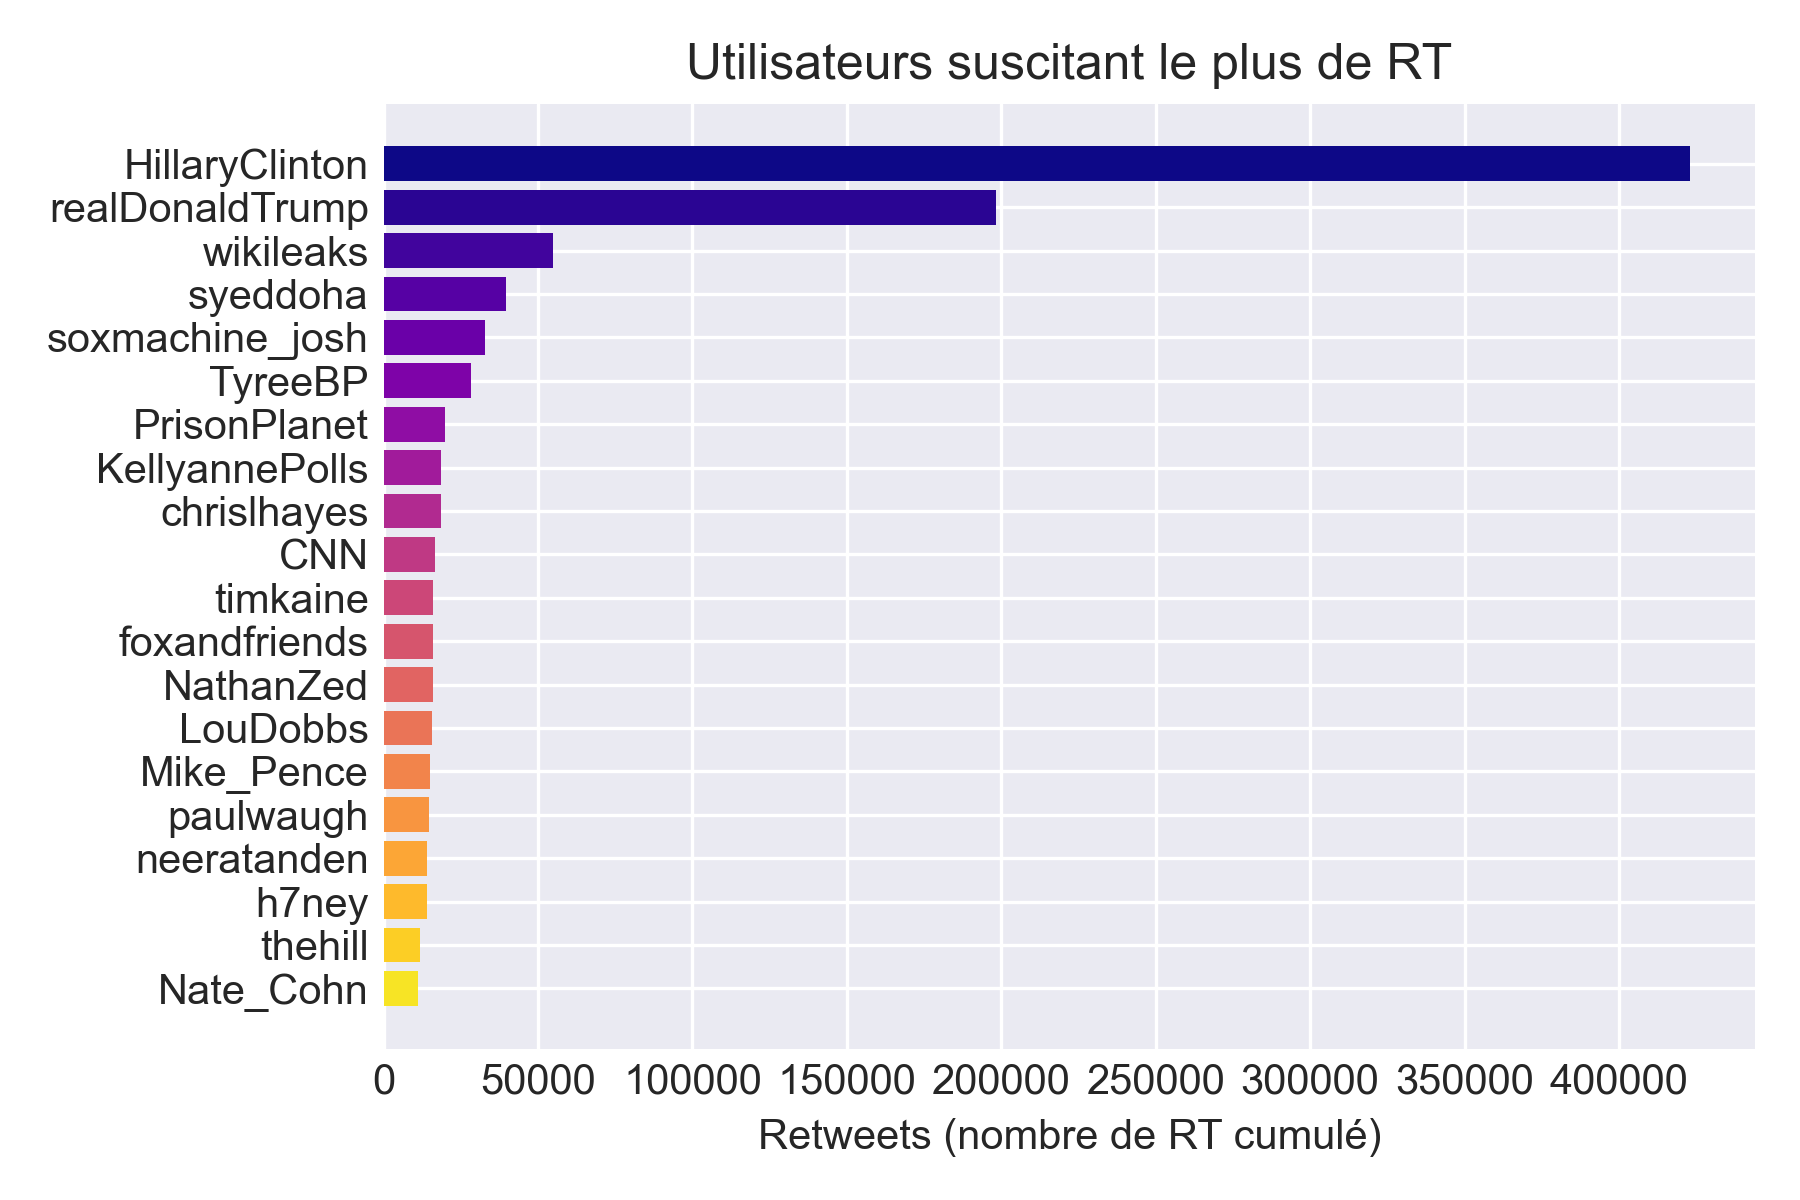 Utilisateurs suscitant le plus de RT
HillaryClinton
realDonaldTrump
wikileaks
syeddoha
soxmachine_josh
TyreeBP
PrisonPlanet
KellyannePolls
chrislhayes
CNN
timkaine
foxandfriends
NathanZed
LouDobbs
Mike_Pence
paulwaugh
neeratanden
h7ney
thehill
Nate_Cohn
0 50000 100000 150000 200000 250000 300000 350000 400000
Retweets (nombre de RT cumulé)